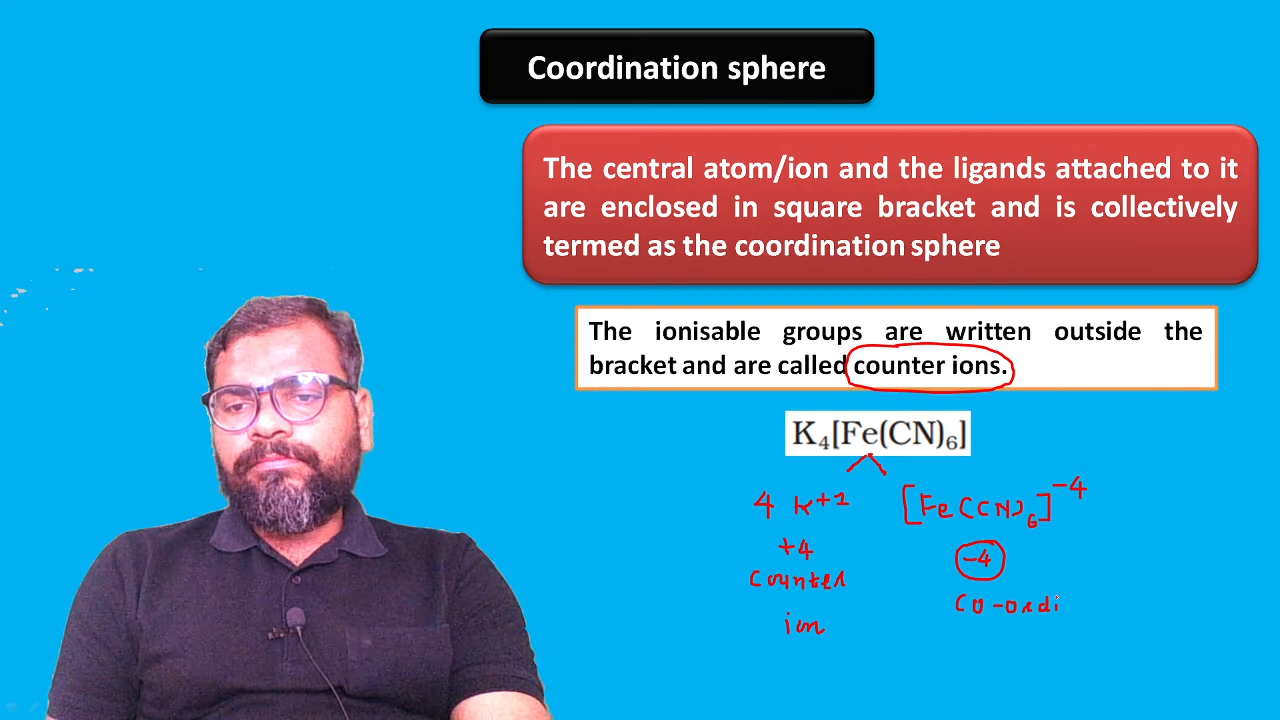 Coordination sphere
The central atom/ion and the ligands attached to it
are enclosed in square bracket and is collectively
termed as the coordination sphere
The ionisable groups are written outside the
bracket and are called counter ions.
K₄[Fe(CN)₆]
4 K⁺¹ [Fe(CN)₆]⁻⁴
+4 -4
Counter Co-ordi
ion